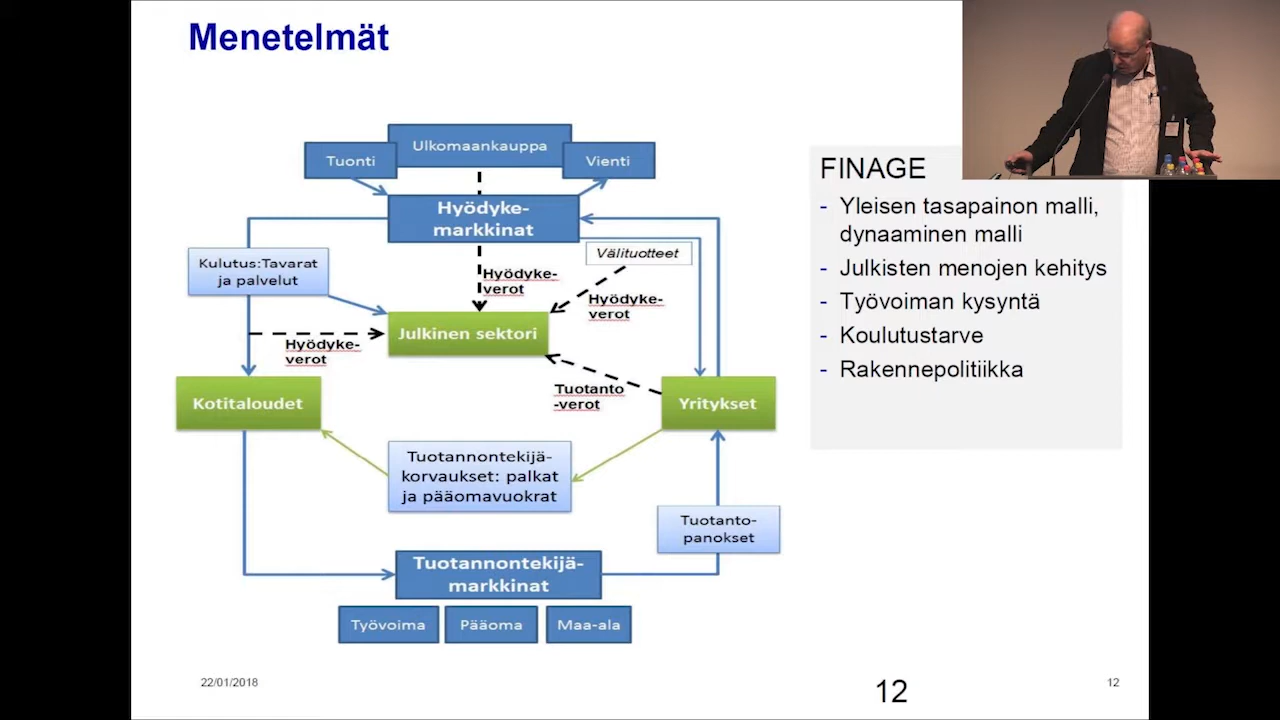 Menetelmät
Ulkomaankauppa
Tuonti
Vienti
Hyödyke-
markkinat
Välituotteet
Kulutus:Tavarat
ja palvelut
Hyödyke-
verot
Hyödyke-
verot
Julkinen sektori
Hyödyke-
verot
Kotitaloudet
Tuotanto
-verot
Yritykset
Tuotannontekijä-
korvaukset: palkat
ja pääomavuokrat
Tuotanto-
panokset
Tuotannontekijä-
markkinat
Työvoima
Pääoma
Maa-ala
FINAGE
- Yleisen tasapainon malli,
dynaaminen malli
- Julkisten menojen kehitys
- Työvoiman kysyntä
- Koulutustarve
- Rakennepolitiikka
22/01/2018
12
12